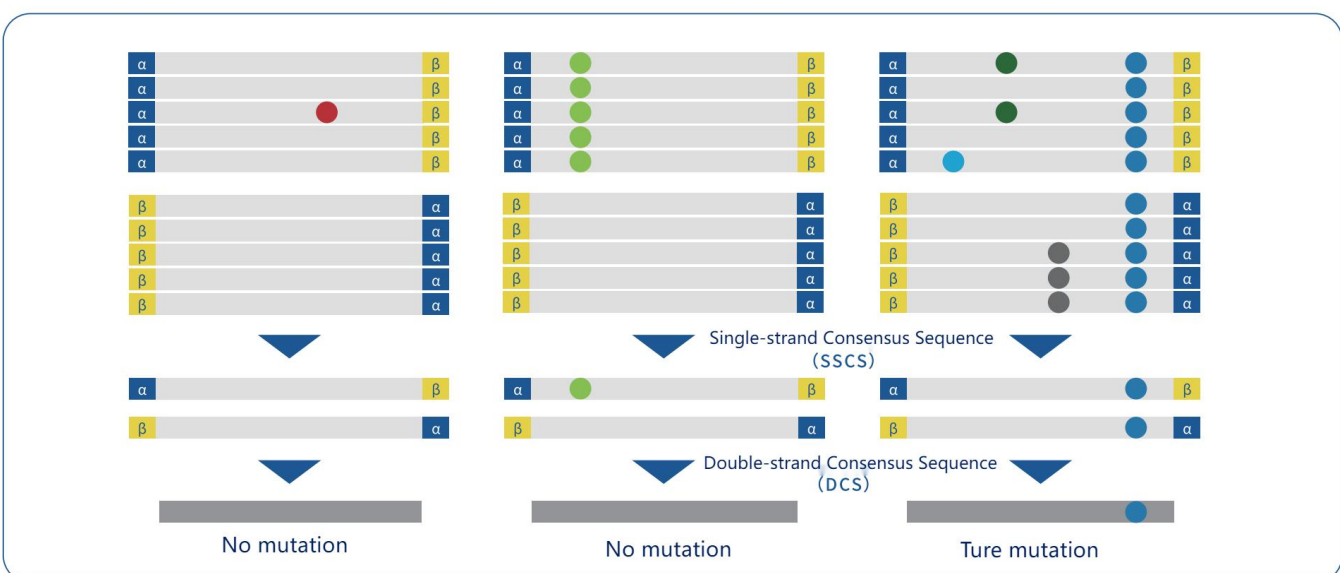 α β α β α β
α β α β α β
α β α β α β
α β α β α β
α β α β α β
β α β α β α
β α β α β α
β α β α β α
β α β α β α
β α β α β α
Single-strand Consensus Sequence
(SSCS)
α β α β α β
β α β α β α
Double-strand Consensus Sequence
(DCS)
No mutation No mutation Ture mutation